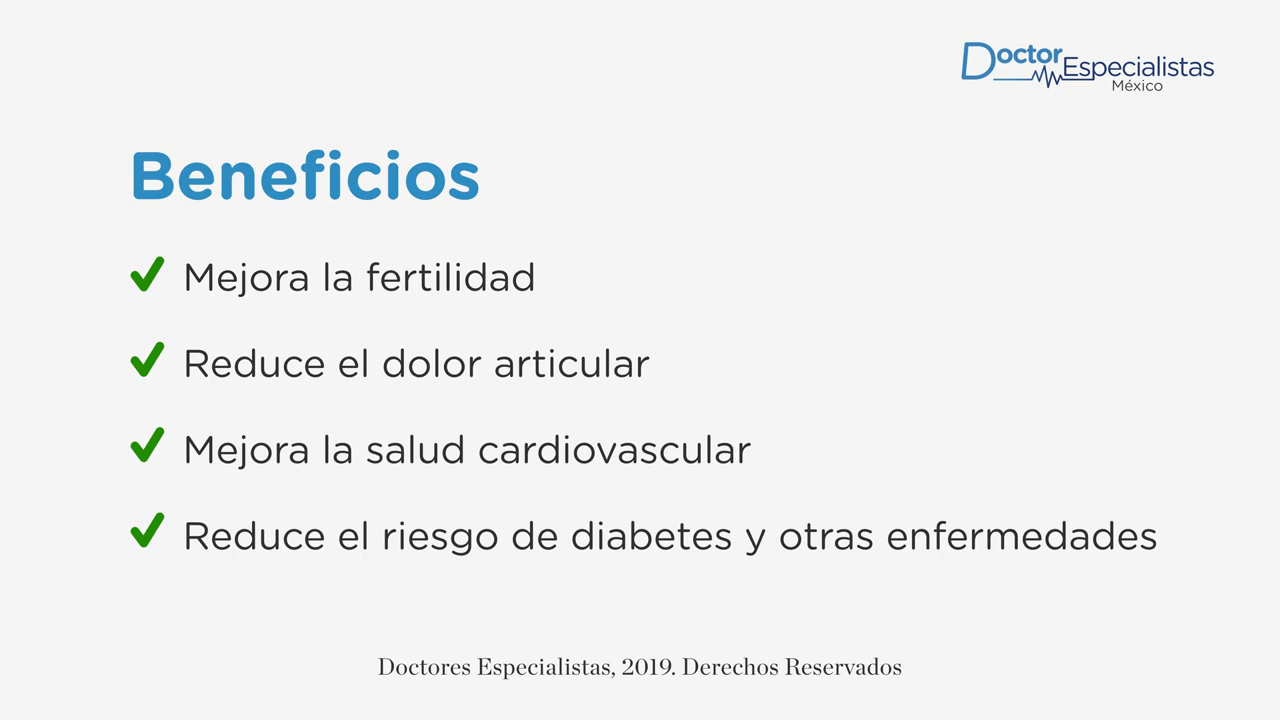 Doctor Especialistas
México
Beneficios
Mejora la fertilidad
Reduce el dolor articular
Mejora la salud cardiovascular
Reduce el riesgo de diabetes y otras enfermedades
Doctores Especialistas, 2019. Derechos Reservados